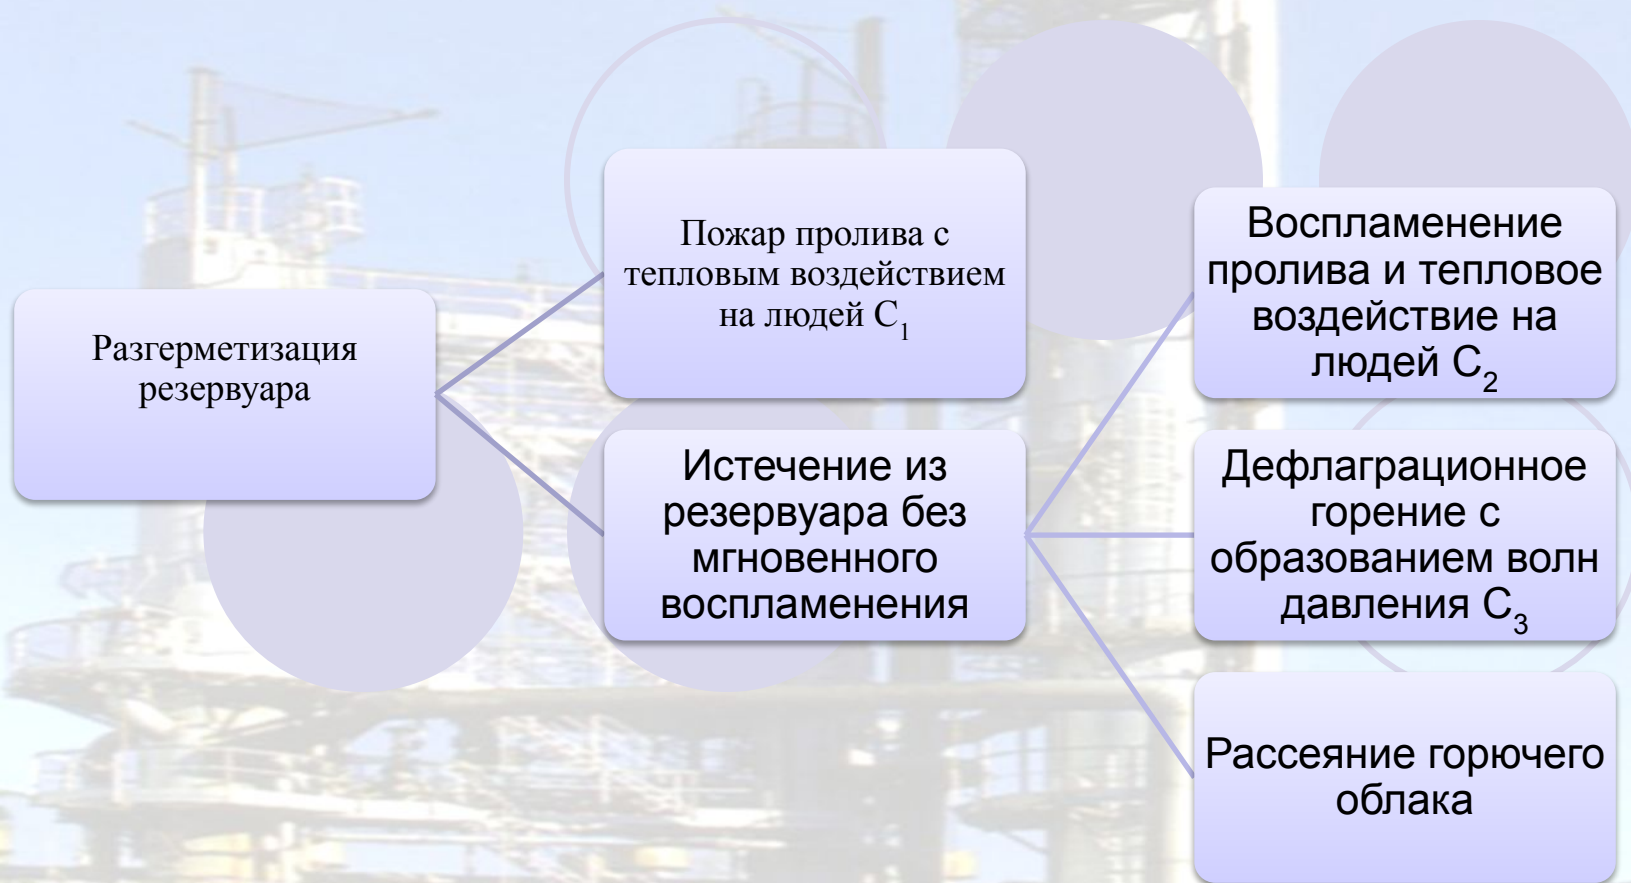 Разгерметизация
резервуара
Пожар пролива с
тепловым воздействием
на людей С₁
Истечение из
резервуара без
мгновенного
воспламенения
Воспламенение
пролива и тепловое
воздействие на
людей С₂
Дефлаграционное
горение с
образованием волн
давления С₃
Рассеяние горючего
облака